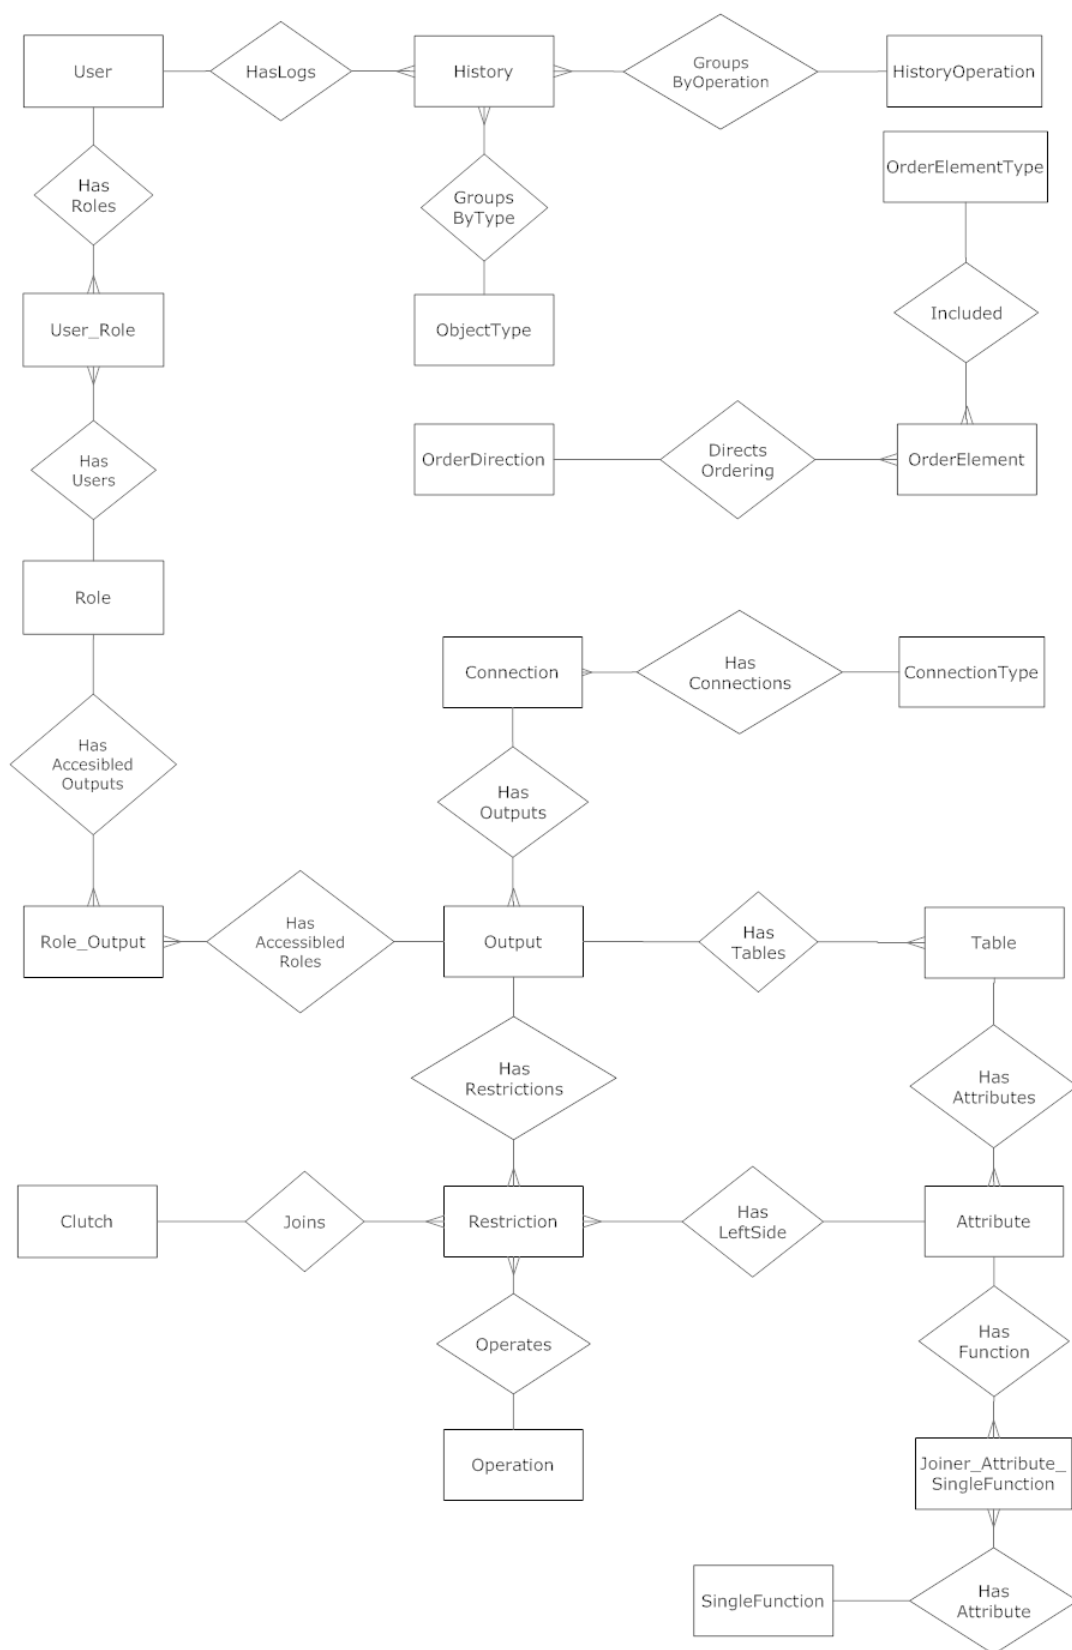 User
HasLogs
History
Groups
ByOperation
HistoryOperation
OrderElementType
Has
Roles
Groups
ByType
User_Role
ObjectType
Included
Has
Users
OrderDirection
Directs
Ordering
OrderElement
Role
Connection
Has
Connections
ConnectionType
Has
Accesibled
Outputs
Has
Outputs
Role_Output
Has
Accessibled
Roles
Output
Has
Tables
Table
Has
Restrictions
Has
Attributes
Clutch
Joins
Restriction
Has
LeftSide
Attribute
Operates
Has
Function
Operation
Joiner_Attribute_
SingleFunction
SingleFunction
Has
Attribute